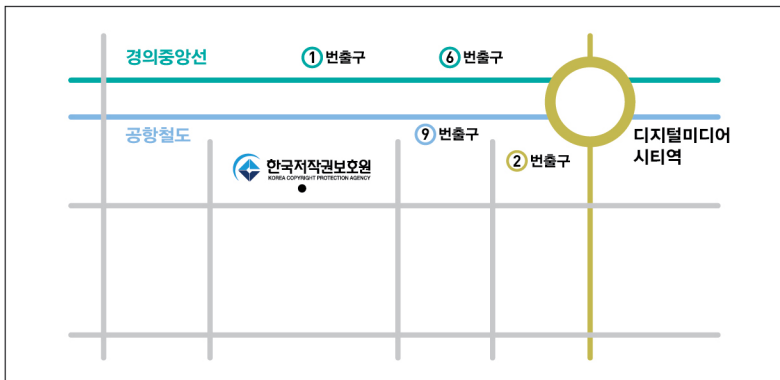 경의중앙선
1 번출구
6 번출구
공항철도
9 번출구
디지털미디어
시티역
2 번출구
한국저작권보호원
KOREA COPYRIGHT PROTECTION AGENCY